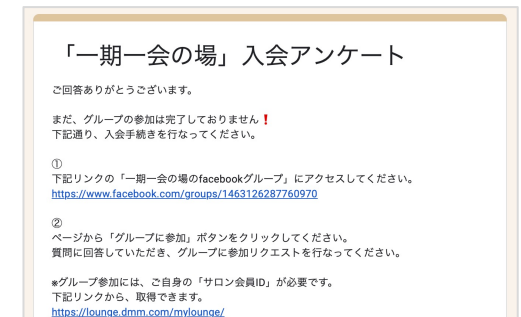 「一期一会の場」入会アンケート
ご回答ありがとうございます。
まだ、グループの参加は完了しておりません❗
下記通り、入会手続きを行なってください。
①
下記リンクの「一期一会の場のfacebookグループ」にアクセスしてください。
https://www.facebook.com/groups/1463126287760970
②
ページから「グループに参加」ボタンをクリックしてください。
質問に回答していただき、グループに参加リクエストを行なってください。
※グループ参加には、ご自身の「サロン会員ID」が必要です。
下記リンクから、取得できます。
https://lounge.dmm.com/mylounge/